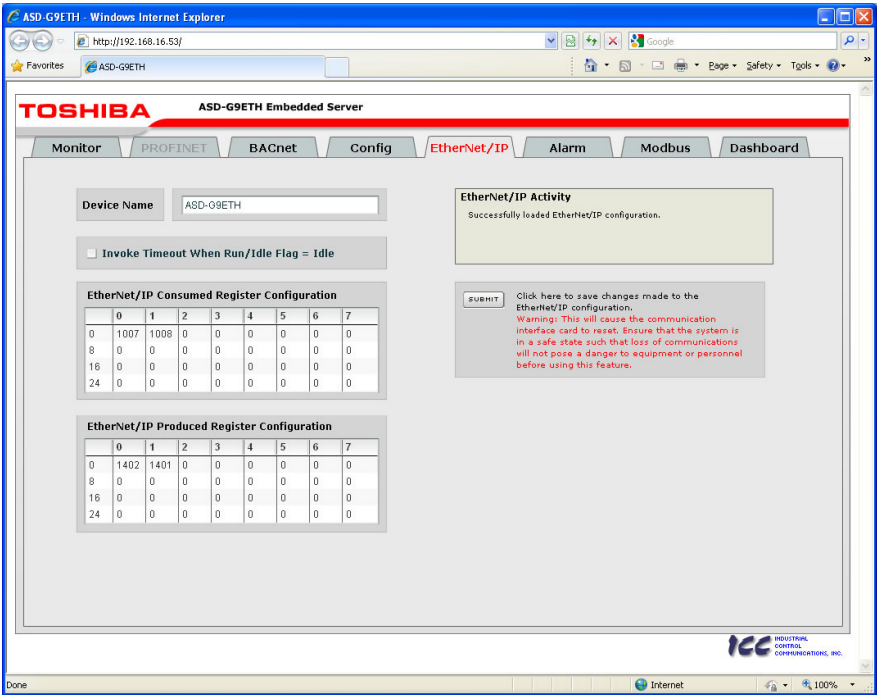 ASD-G9ETH - Windows Internet Explorer
http://192.168.16.53/
Google
Favorites
ASD-G9ETH
Page Safety Tools
»
TOSHIBA
ASD-G9ETH Embedded Server
Monitor PROFINET BACnet Config EtherNet/IP Alarm Modbus Dashboard
Device Name ASD-G9ETH
Invoke Timeout When Run/Idle Flag = Idle
EtherNet/IP Consumed Register Configuration
0 1 2 3 4 5 6 7
0 1007 1008 0 0 0 0 0 0
8 0 0 0 0 0 0 0 0
16 0 0 0 0 0 0 0 0
24 0 0 0 0 0 0 0 0
EtherNet/IP Produced Register Configuration
0 1 2 3 4 5 6 7
0 1402 1401 0 0 0 0 0 0
8 0 0 0 0 0 0 0 0
16 0 0 0 0 0 0 0 0
24 0 0 0 0 0 0 0 0
EtherNet/IP Activity
Successfully loaded EtherNet/IP configuration.
SUBMIT
Click here to save changes made to the
EtherNet/IP configuration.
Warning: This will cause the communication
interface card to reset. Ensure that the system is
in a safe state such that loss of communications
will not pose a danger to equipment or personnel
before using this feature.
ICC
INDUSTRIAL
CONTROL
COMMUNICATIONS, INC.
Done
Internet
100%